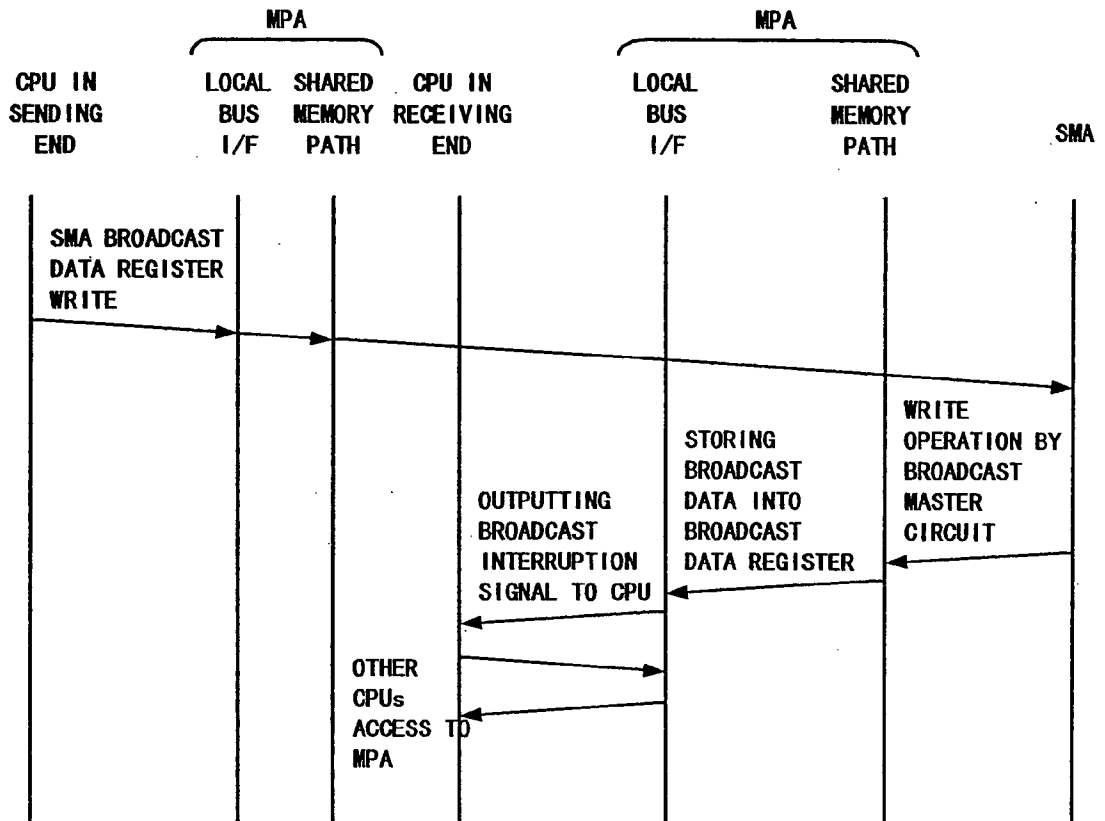 MPA
MPA
CPU IN
SENDING
END
LOCAL
BUS
I/F
SHARED
MEMORY
PATH
CPU IN
RECEIVING
END
LOCAL
BUS
I/F
SHARED
MEMORY
PATH
SMA
SMA BROADCAST
DATA REGISTER
WRITE
WRITE
OPERATION BY
BROADCAST
MASTER
CIRCUIT
STORING
BROADCAST
DATA INTO
BROADCAST
DATA REGISTER
OUTPUTTING
BROADCAST
INTERRUPTION
SIGNAL TO CPU
OTHER
CPUs
ACCESS TO
MPA